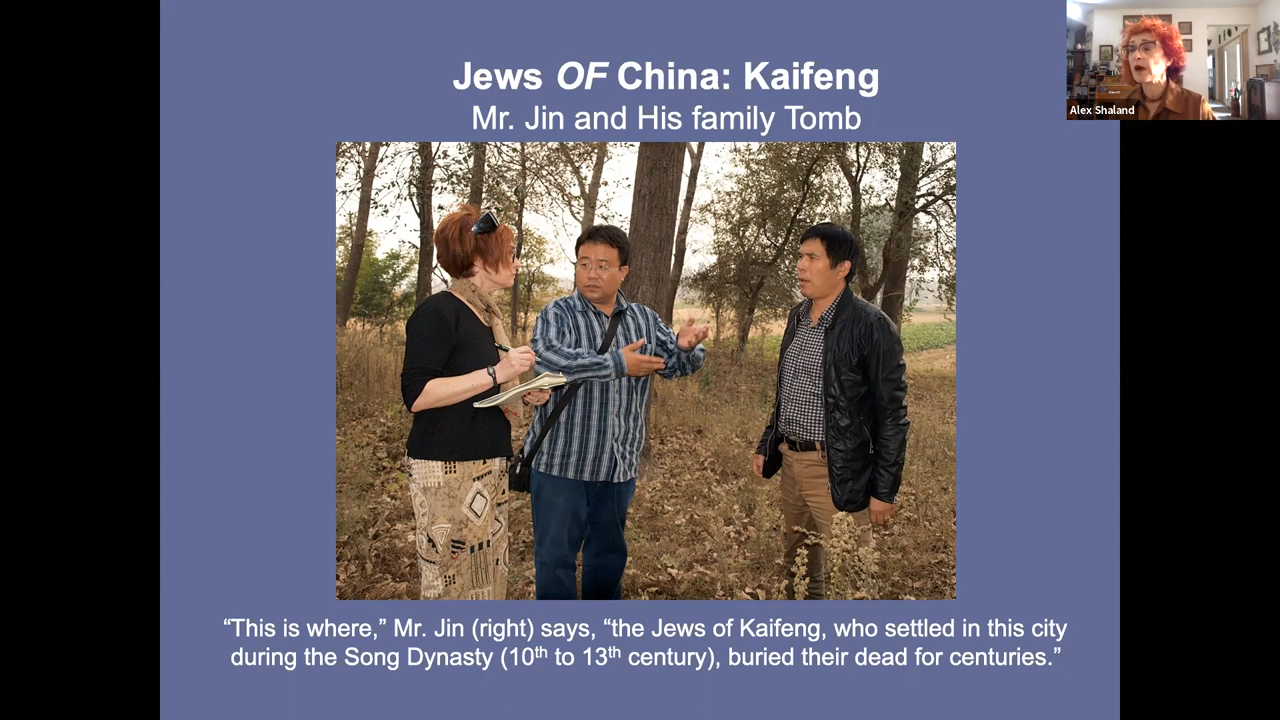 Jews OF China: Kaifeng
Mr. Jin and His family Tomb
Alex Shaland
“This is where,” Mr. Jin (right) says, “the Jews of Kaifeng, who settled in this city
during the Song Dynasty (10th to 13th century), buried their dead for centuries.”